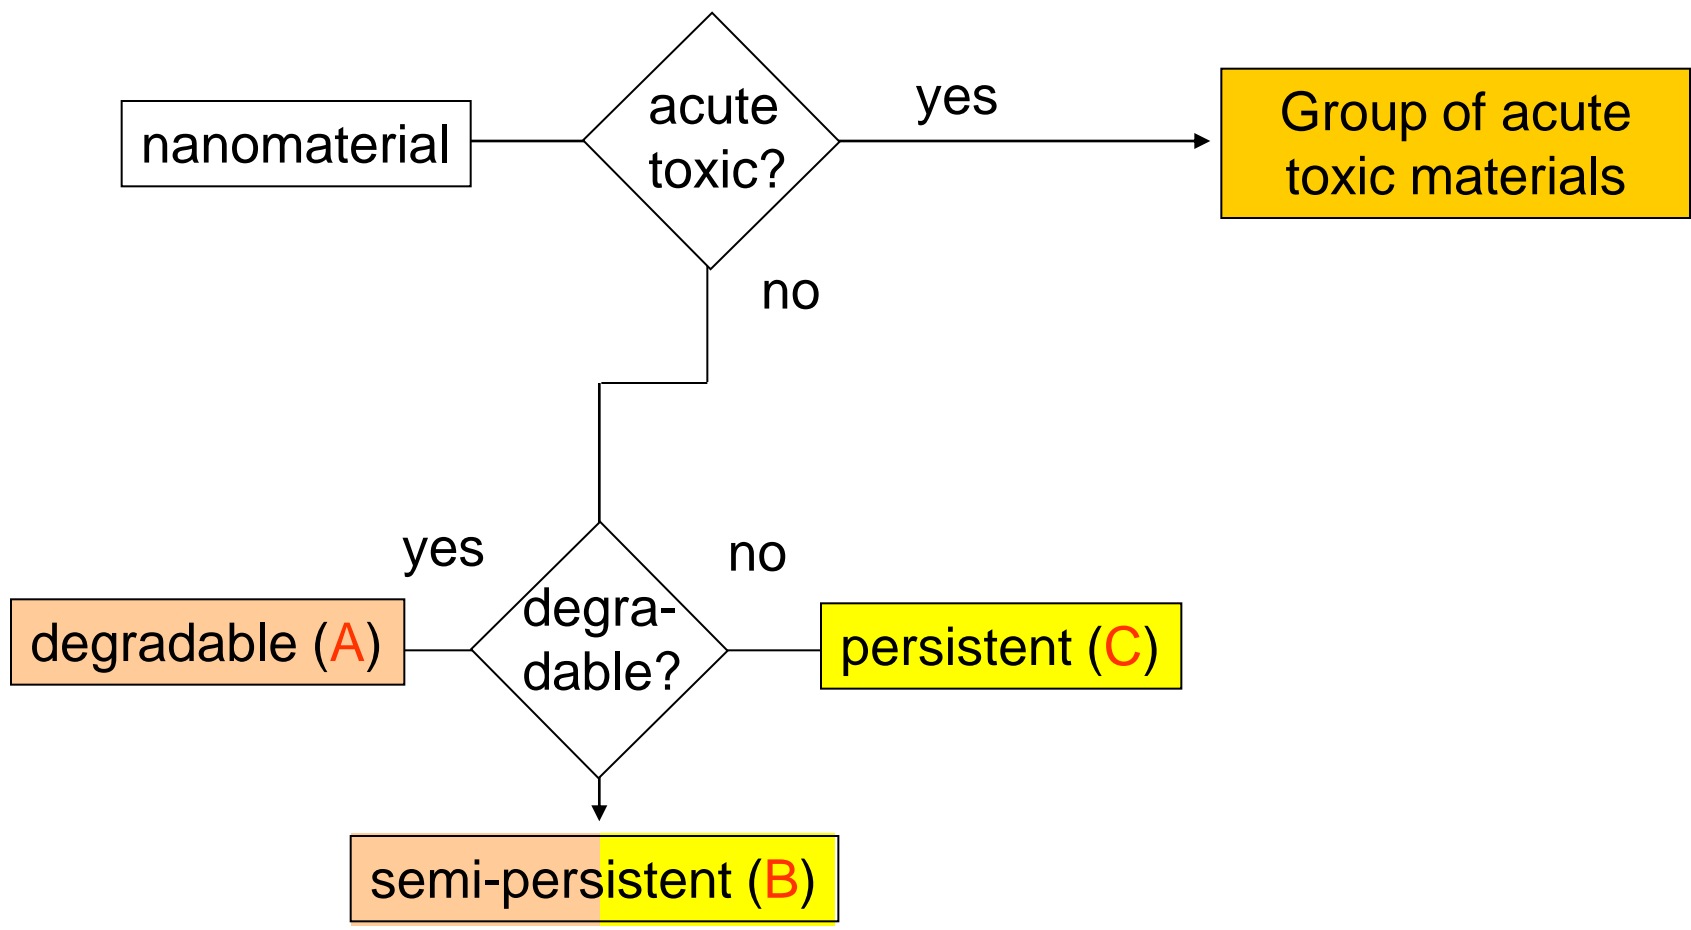 nanomaterial
acute
toxic?
yes
Group of acute
toxic materials
no
yes
no
degradable (A)
degra-
dable?
persistent (C)
semi-persistent (B)